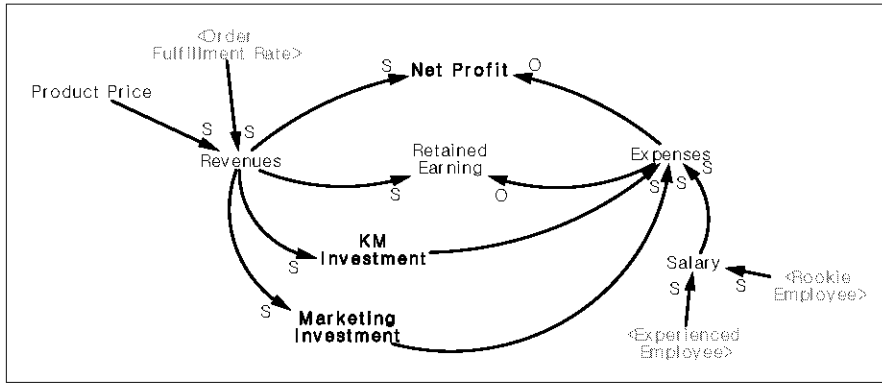 <Order
Fulfillment Rate>
Product Price
S
S
Revenues
S
Net Profit
O
Retained
Earning
S
O
Expenses
S
S
S
KM
Investment
S
Marketing
Investment
S
Salary
S
S
<Rookie
Employee>
<Experienced
Employee>